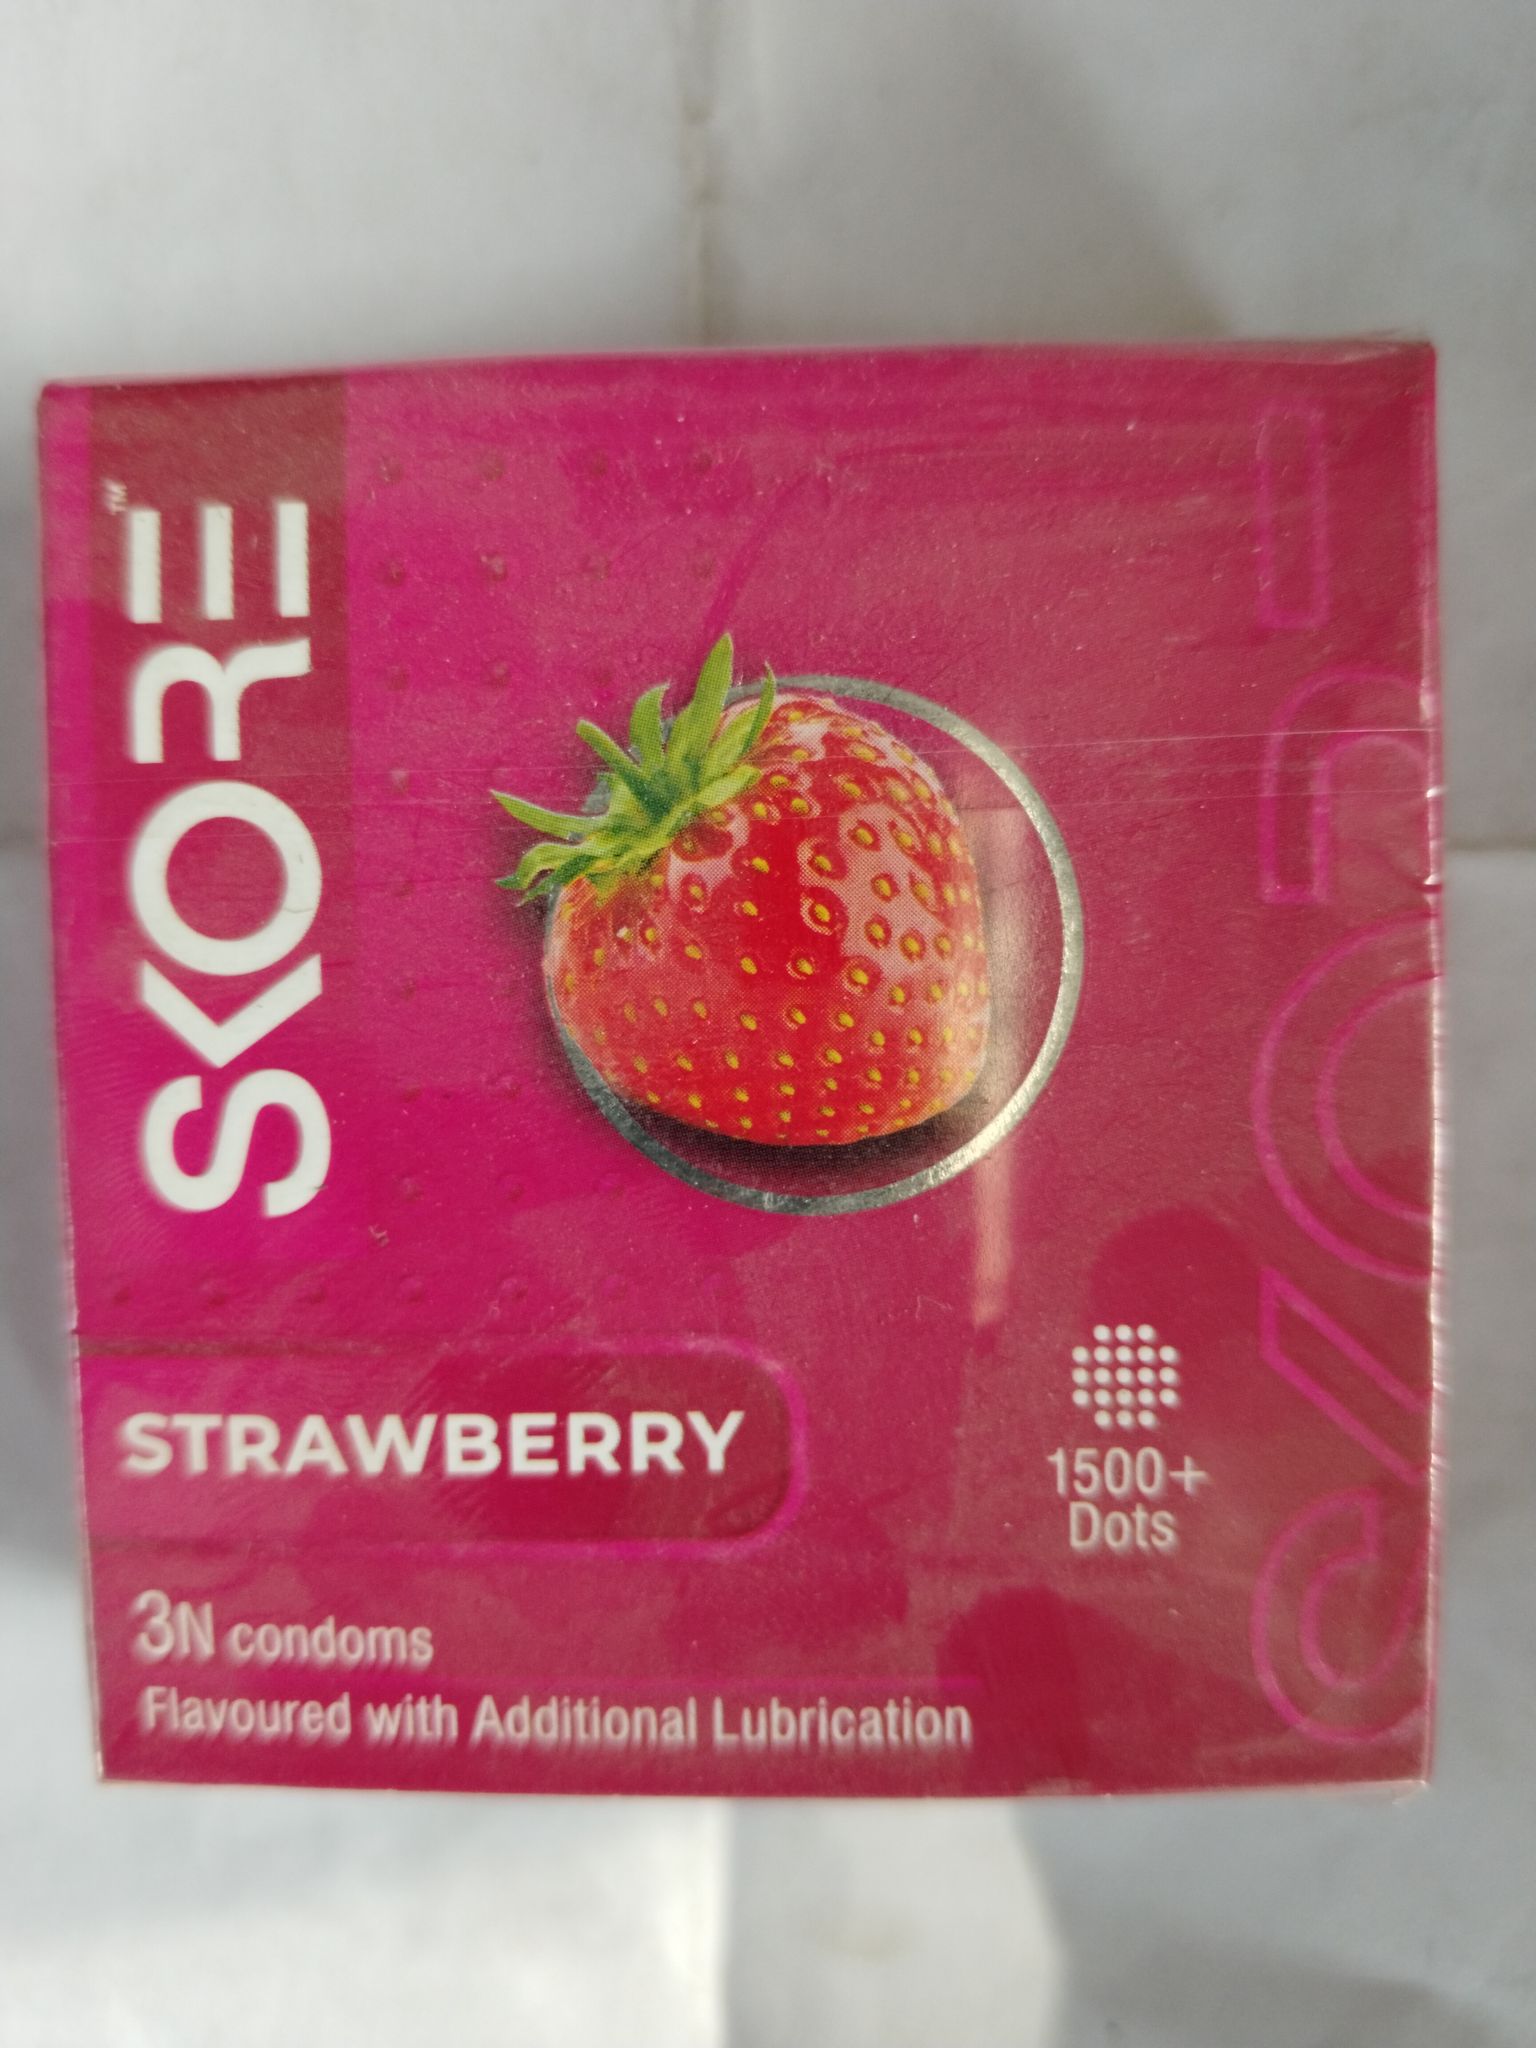 SKORE™
STRAWBERRY
1500+
Dots
3N condoms
Flavoured with Additional Lubrication